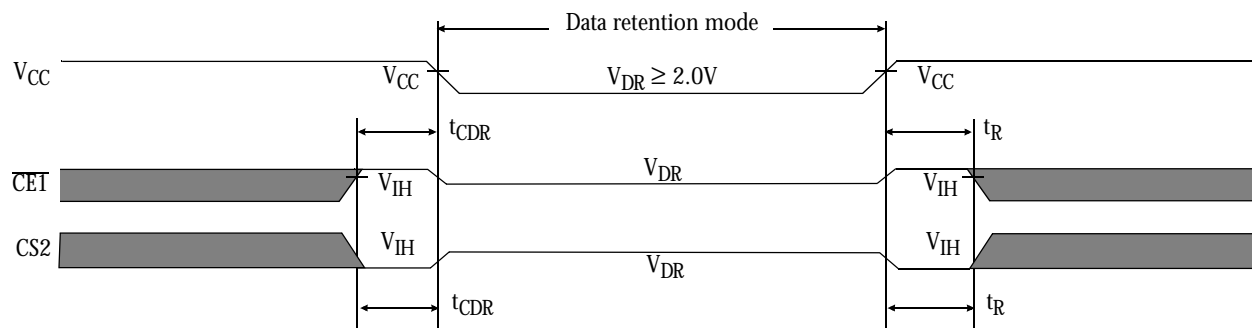 Data retention mode
VCC
VCC
VDR ≥ 2.0V
VCC
tCDR
tR
CE1
VIH
VDR
VIH
CS2
VIH
VDR
VIH
tCDR
tR